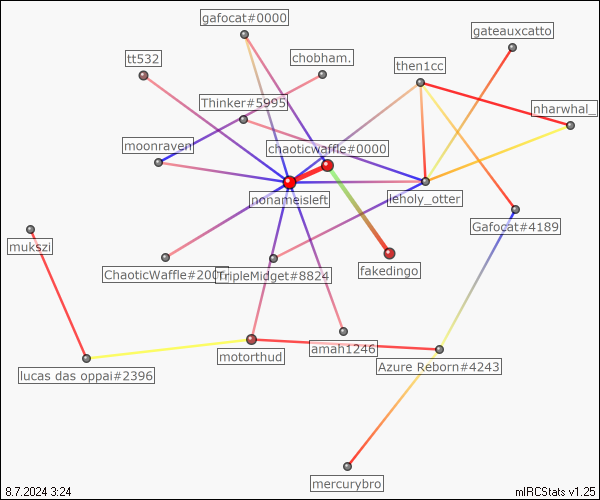 gafocat#0000
gateauxcatto
tt532
chobham.
then1cc
Thinker#5995
nharwhal_
moonraven
chaoticwaffle#0000
nonameisleft
leholy_otter
Gafocat#4189
mukszi
ChaoticWaffle#200
TripleMidget#8824
fakedingo
motorthud
amah1246
Azure Reborn#4243
lucas das oppai#2396
mercurybro
8.7.2024 3:24
mIRCStats v1.25